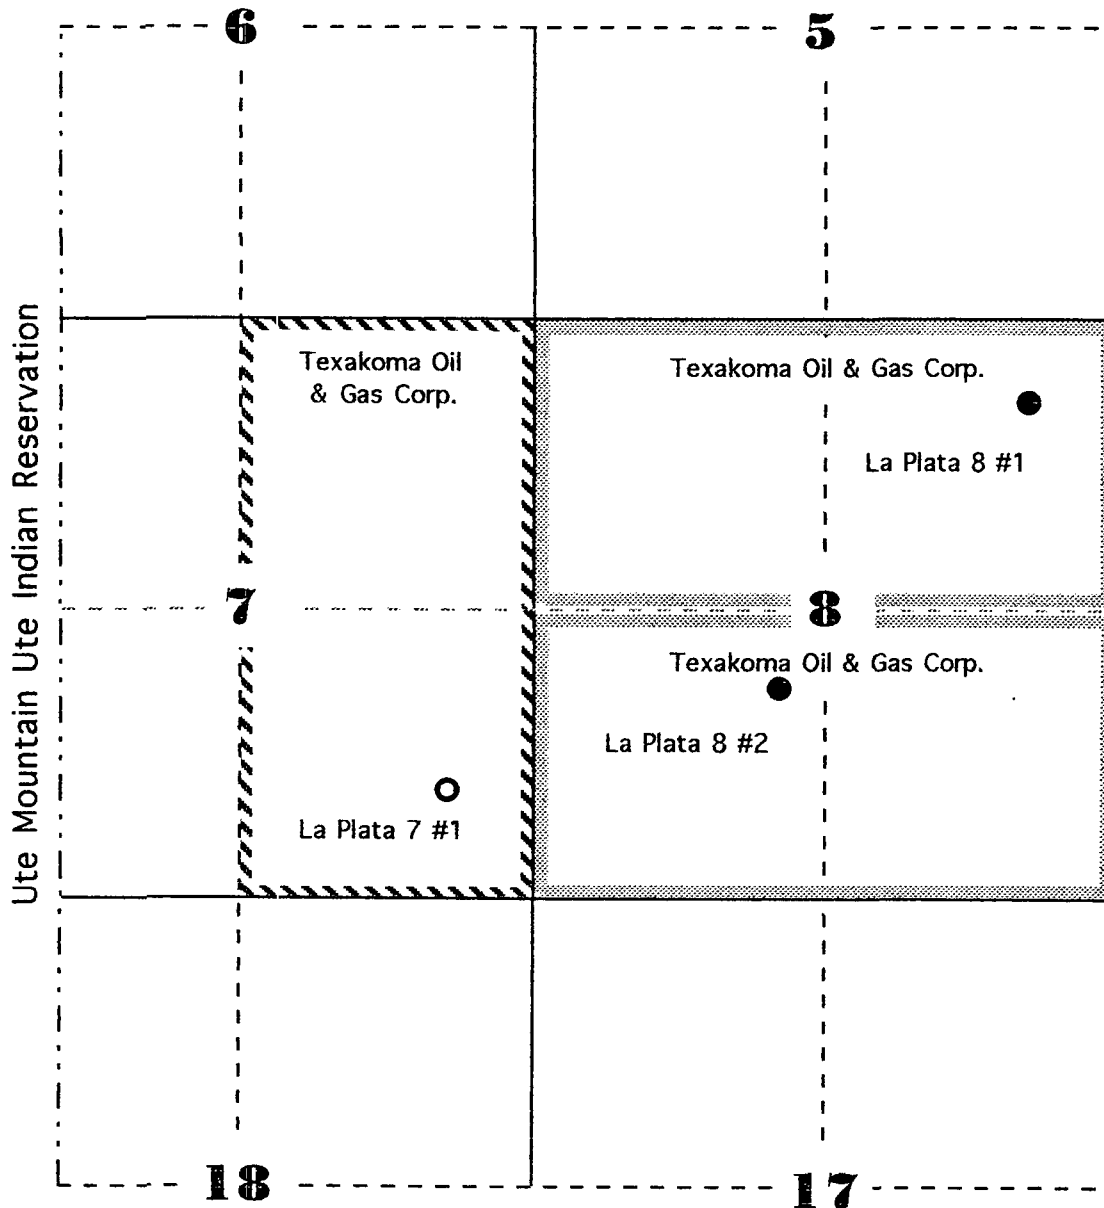 6
5
Ute Mountain Ute Indian Reservation
Texakoma Oil
& Gas Corp.
Texakoma Oil & Gas Corp.
La Plata 8 #1
7
8
Texakoma Oil & Gas Corp.
La Plata 8 #2
La Plata 7 #1
18
17